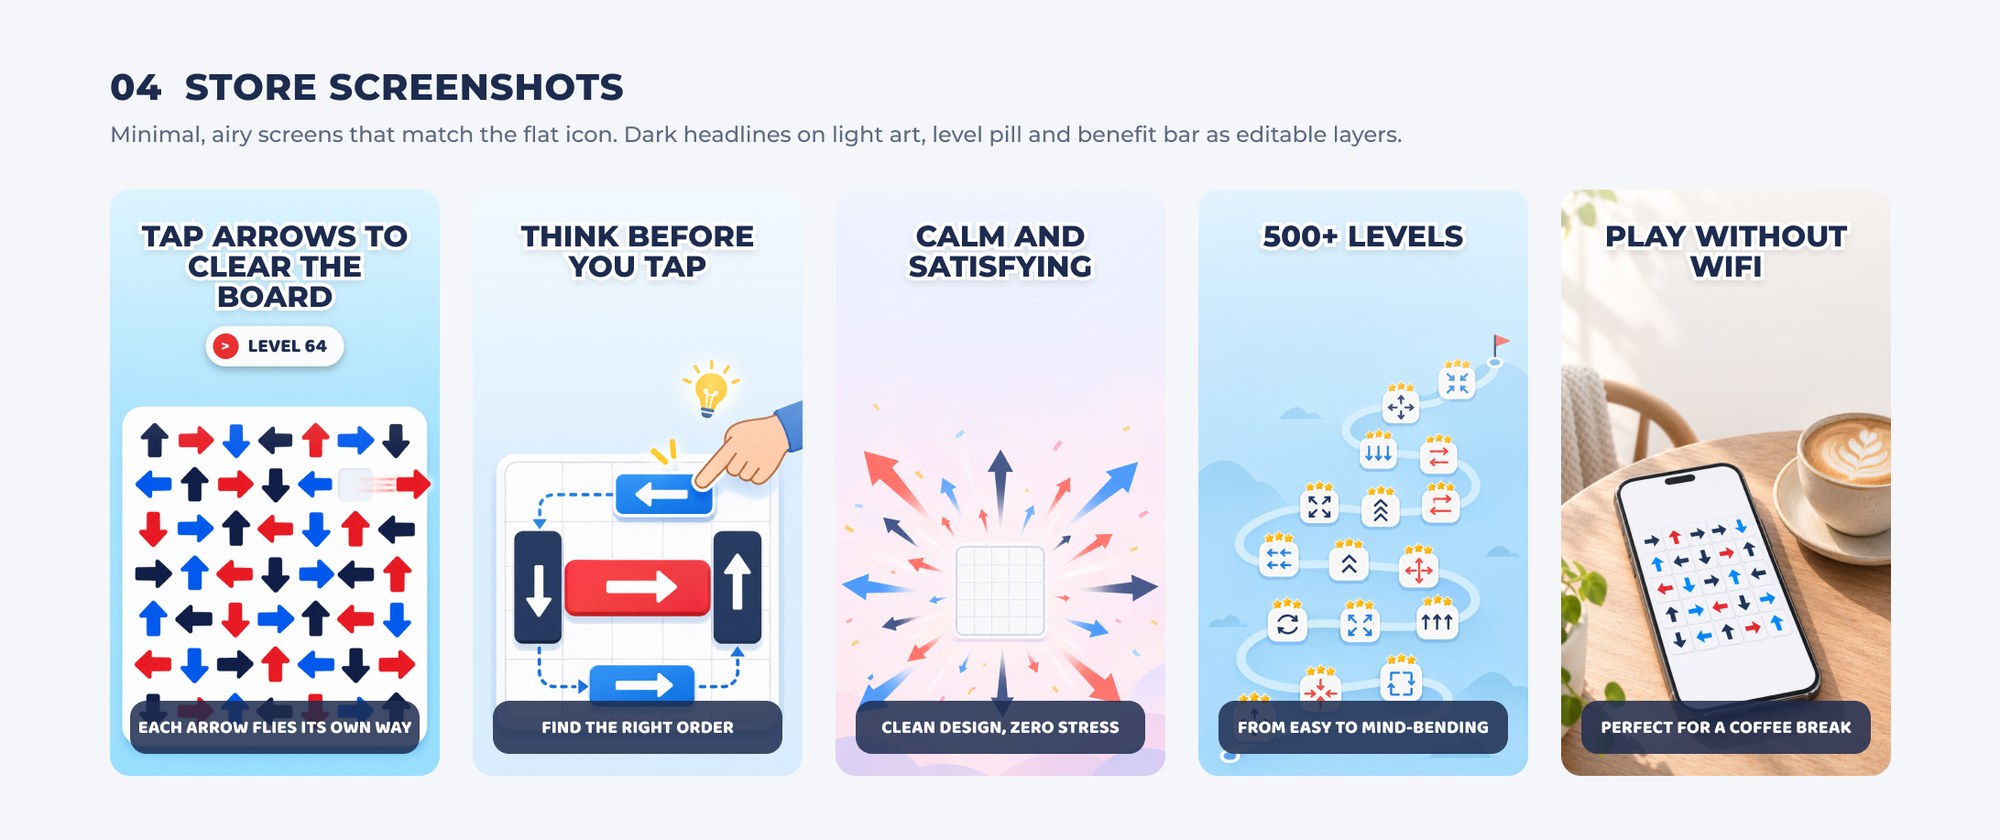 04 STORE SCREENSHOTS
Minimal, airy screens that match the flat icon. Dark headlines on light art, level pill and benefit bar as editable layers.
TAP ARROWS TO
CLEAR THE
BOARD
> LEVEL 64
EACH ARROW FLIES ITS OWN WAY
THINK BEFORE
YOU TAP
FIND THE RIGHT ORDER
CALM AND
SATISFYING
CLEAN DESIGN, ZERO STRESS
500+ LEVELS
FROM EASY TO MIND-BENDING
PLAY WITHOUT
WIFI
PERFECT FOR A COFFEE BREAK